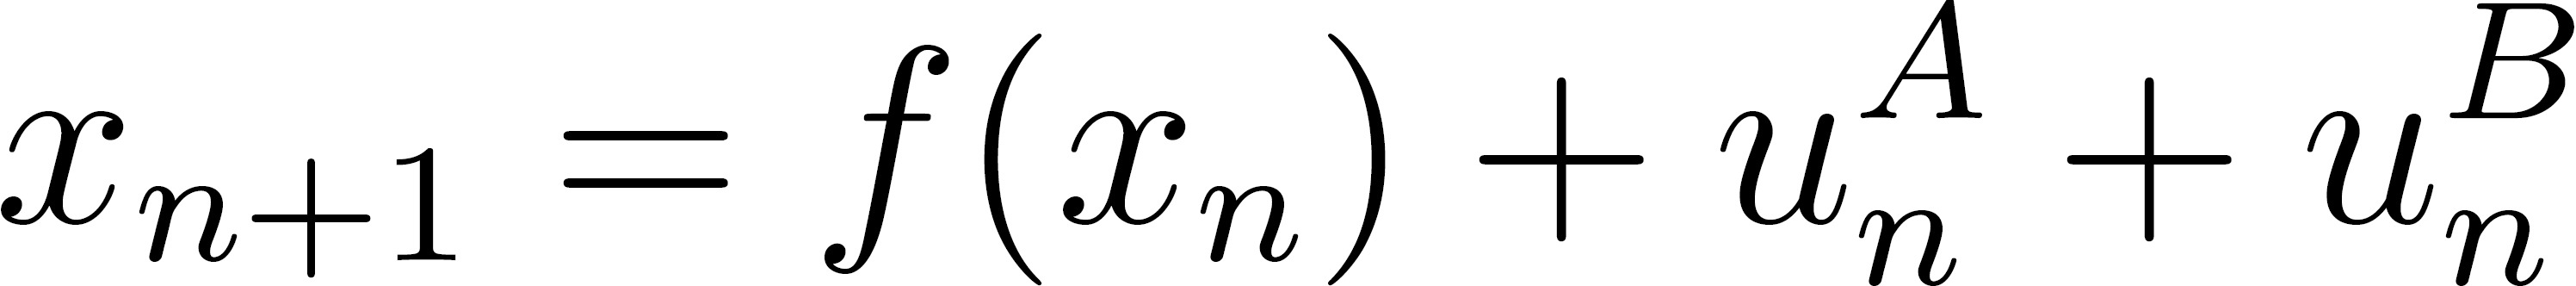 x_{n+1} = f(x_n) + u_n^A + u_n^B